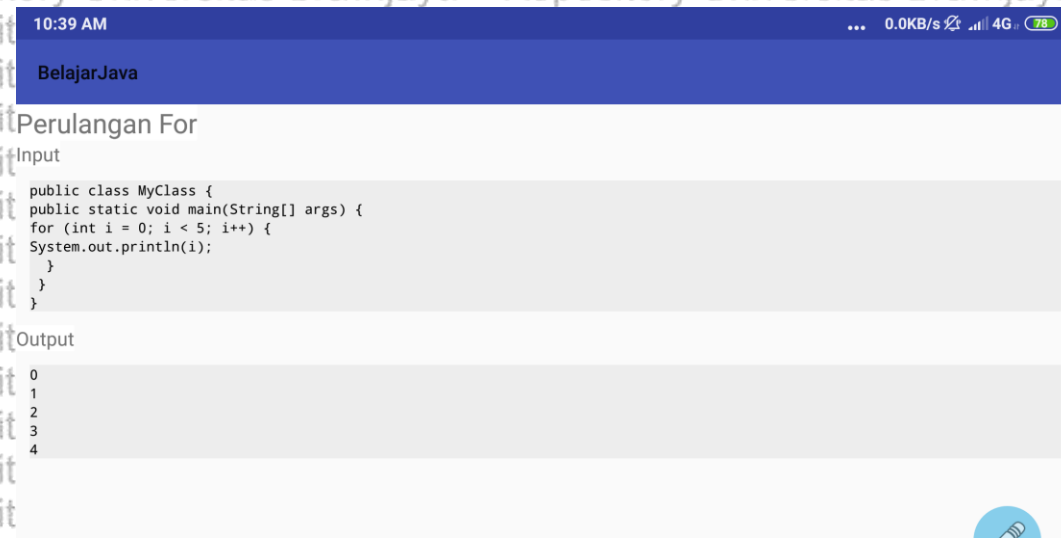 10:39 AM ... 0.0KB/s 4G 78
BelajarJava
Perulangan For
Input
public class MyClass {
public static void main(String[] args) {
for (int i = 0; i < 5; i++) {
System.out.println(i);
}
}
}
Output
0
1
2
3
4